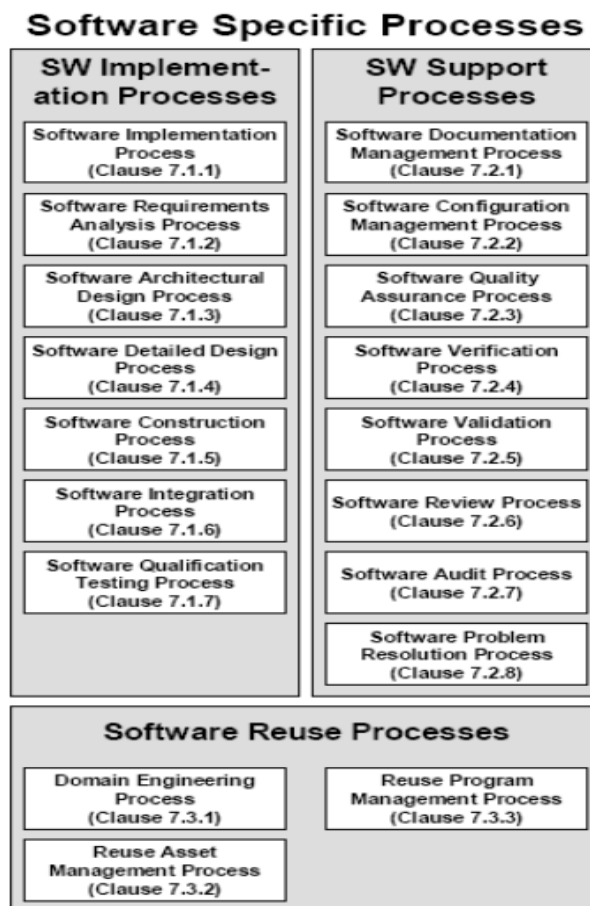 Software Specific Processes
SW Implement-
ation Processes
Software Implementation
Process
(Clause 7.1.1)
Software Requirements
Analysis Process
(Clause 7.1.2)
Software Architectural
Design Process
(Clause 7.1.3)
Software Detailed Design
Process
(Clause 7.1.4)
Software Construction
Process
(Clause 7.1.5)
Software Integration
Process
(Clause 7.1.6)
Software Qualification
Testing Process
(Clause 7.1.7)
SW Support
Processes
Software Documentation
Management Process
(Clause 7.2.1)
Software Configuration
Management Process
(Clause 7.2.2)
Software Quality
Assurance Process
(Clause 7.2.3)
Software Verification
Process
(Clause 7.2.4)
Software Validation
Process
(Clause 7.2.5)
Software Review Process
(Clause 7.2.6)
Software Audit Process
(Clause 7.2.7)
Software Problem
Resolution Process
(Clause 7.2.8)
Software Reuse Processes
Domain Engineering
Process
(Clause 7.3.1)
Reuse Asset
Management Process
(Clause 7.3.2)
Reuse Program
Management Process
(Clause 7.3.3)